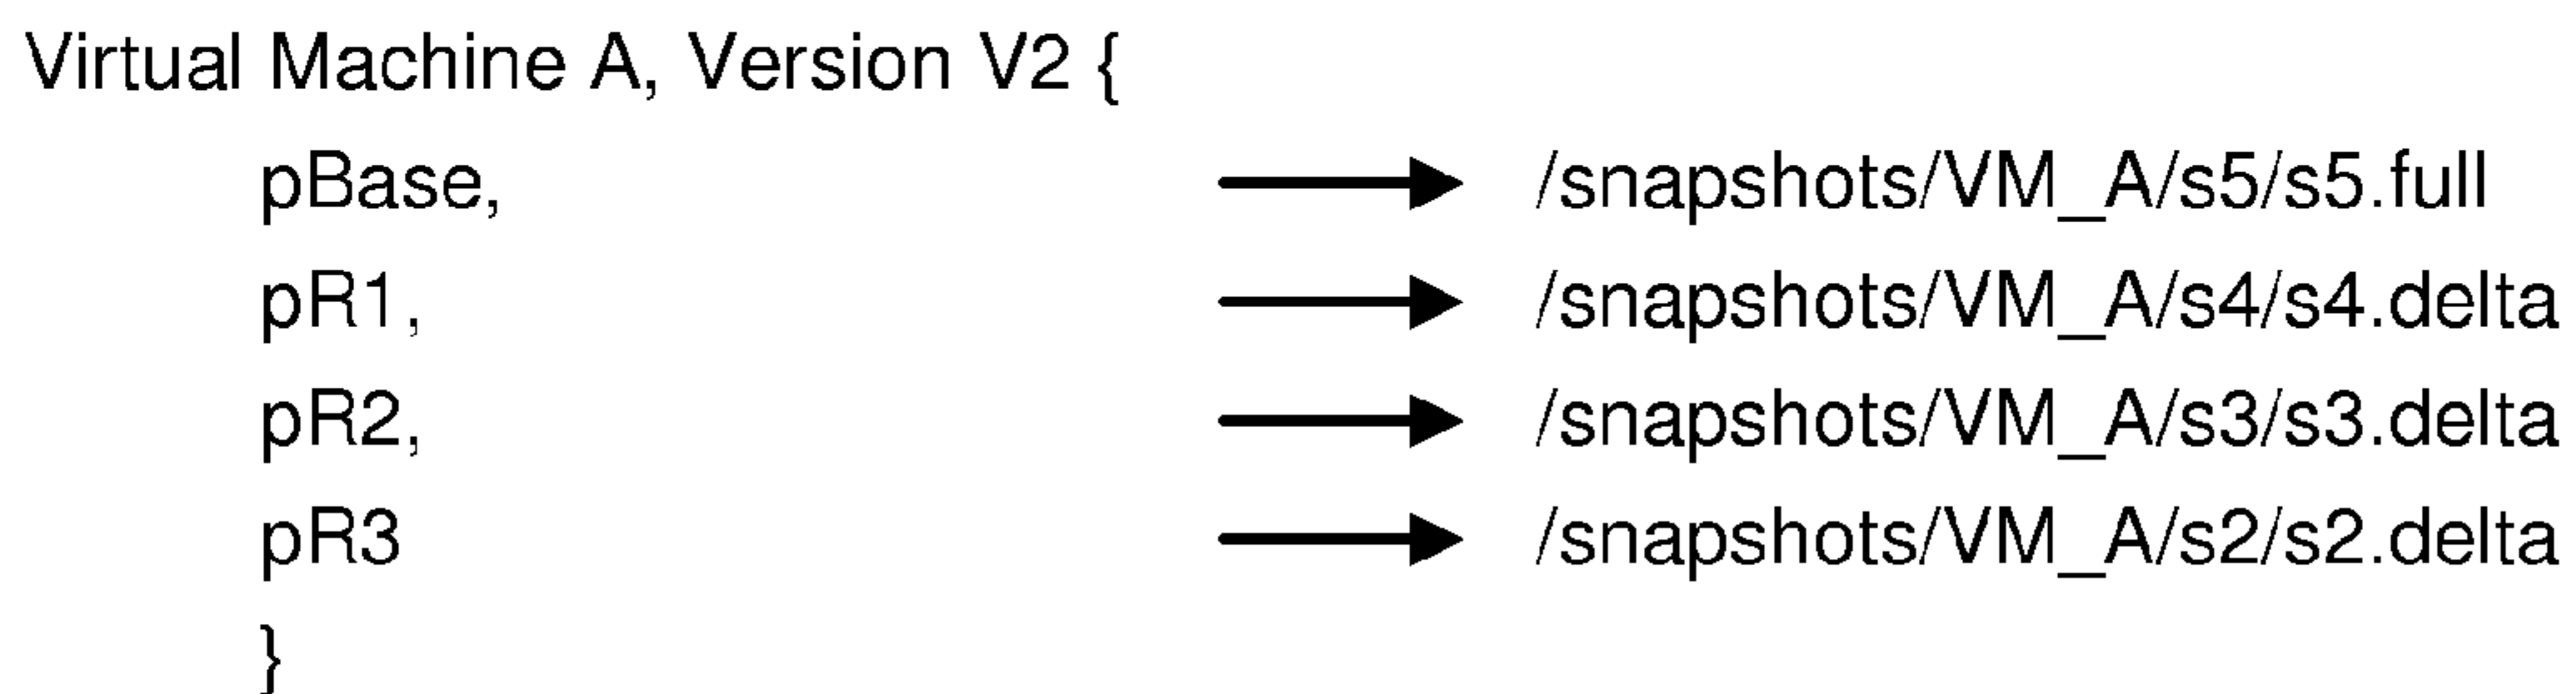 Virtual Machine A, Version V2 {
pBase, /snapshots/VM_A/s5/s5.full
pR1, /snapshots/VM_A/s4/s4.delta
pR2, /snapshots/VM_A/s3/s3.delta
pR3 /snapshots/VM_A/s2/s2.delta
}